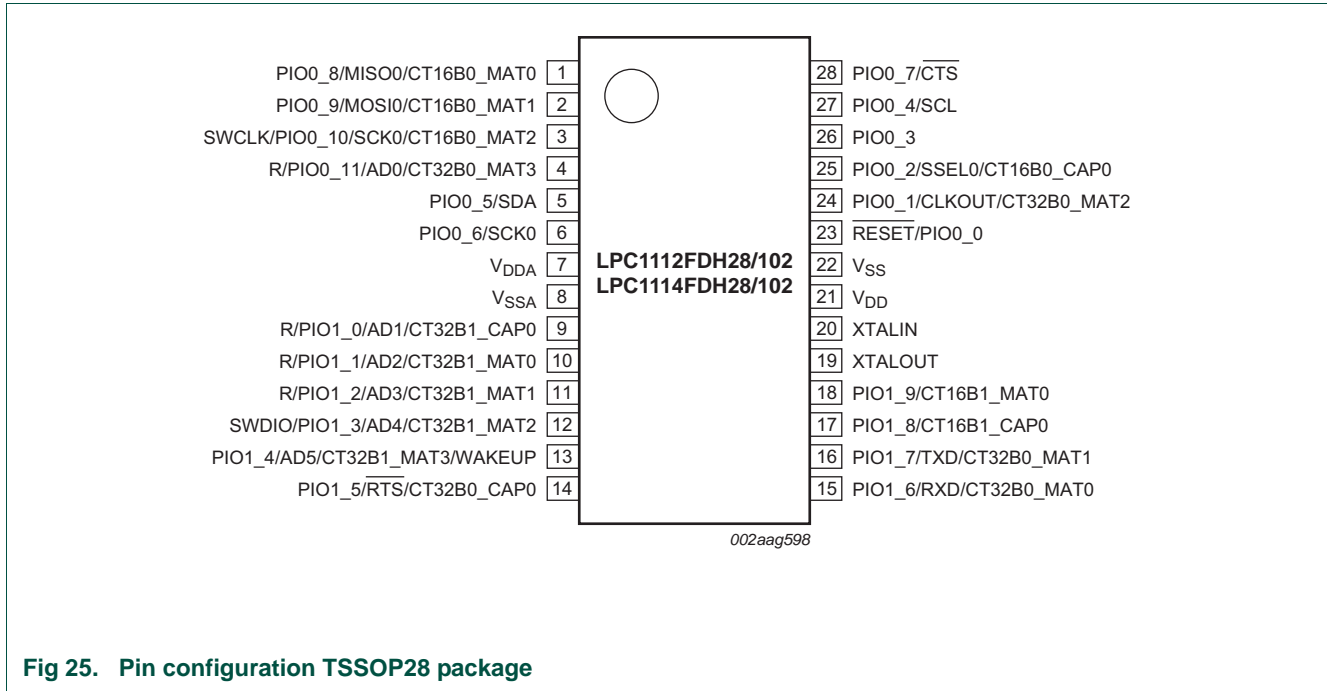 PIO0_8/MISO0/CT16B0_MAT0 1
PIO0_9/MOSI0/CT16B0_MAT1 2
SWCLK/PIO0_10/SCK0/CT16B0_MAT2 3
R/PIO0_11/AD0/CT32B0_MAT3 4
PIO0_5/SDA 5
PIO0_6/SCK0 6
VDDA 7
VSSA 8
R/PIO1_0/AD1/CT32B1_CAP0 9
R/PIO1_1/AD2/CT32B1_MAT0 10
R/PIO1_2/AD3/CT32B1_MAT1 11
SWDIO/PIO1_3/AD4/CT32B1_MAT2 12
PIO1_4/AD5/CT32B1_MAT3/WAKEUP 13
PIO1_5/RTS/CT32B0_CAP0 14
LPC1112FDH28/102
LPC1114FDH28/102
28 PIO0_7/CTS
27 PIO0_4/SCL
26 PIO0_3
25 PIO0_2/SSEL0/CT16B0_CAP0
24 PIO0_1/CLKOUT/CT32B0_MAT2
23 RESET/PIO0_0
22 VSS
21 VDD
20 XTALIN
19 XTALOUT
18 PIO1_9/CT16B1_MAT0
17 PIO1_8/CT16B1_CAP0
16 PIO1_7/TXD/CT32B0_MAT1
15 PIO1_6/RXD/CT32B0_MAT0
002aag598
Fig 25. Pin configuration TSSOP28 package